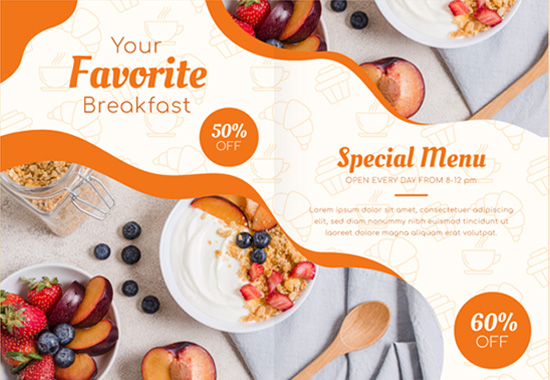 Your
Favorite
Breakfast
50%
OFF
Special Menu
OPEN EVERY DAY FROM 8-12 pm
Lorem ipsum dolor sit amet, consectetuer adipiscing
elit, sed diam nonummy nibh euismod tincidunt ut
laoreet dolore magna aliquam erat volutpat.
60%
OFF